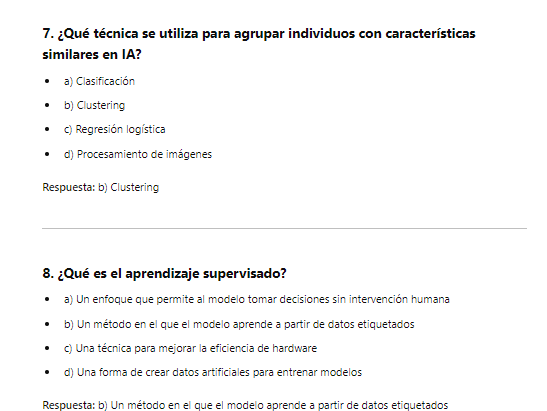 7. ¿Qué técnica se utiliza para agrupar individuos con características
similares en IA?
• a) Clasificación
• b) Clustering
• c) Regresión logística
• d) Procesamiento de imágenes
Respuesta: b) Clustering
8. ¿Qué es el aprendizaje supervisado?
• a) Un enfoque que permite al modelo tomar decisiones sin intervención humana
• b) Un método en el que el modelo aprende a partir de datos etiquetados
• c) Una técnica para mejorar la eficiencia de hardware
• d) Una forma de crear datos artificiales para entrenar modelos
Respuesta: b) Un método en el que el modelo aprende a partir de datos etiquetados